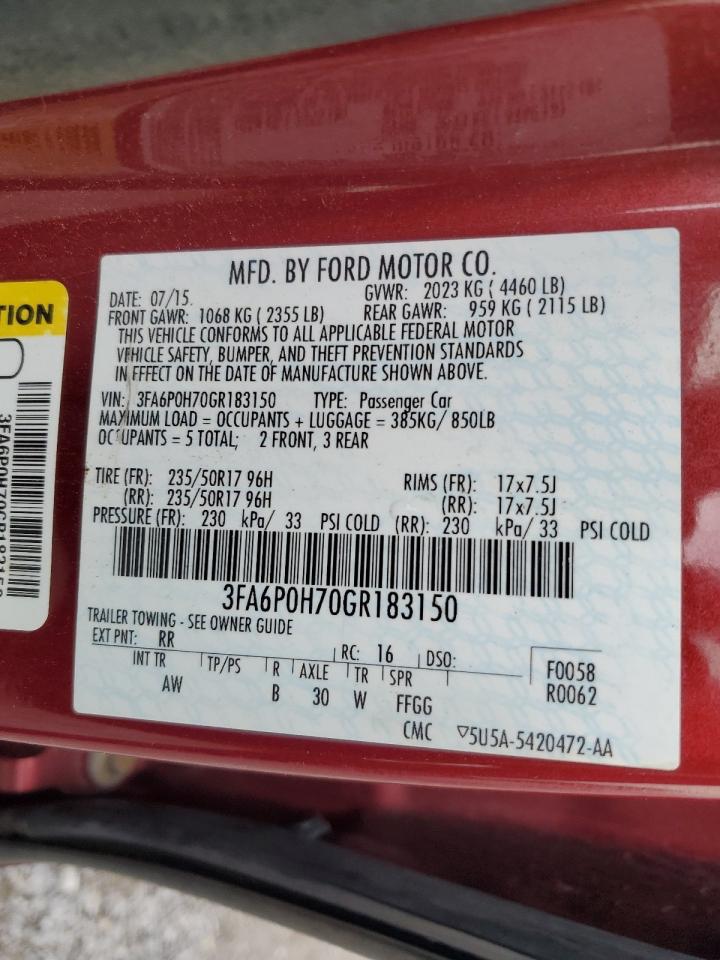 MFD. BY FORD MOTOR CO.
DATE: 07/15. GVWR: 2023 KG ( 4460 LB)
FRONT GAWR: 1068 KG ( 2355 LB) REAR GAWR: 959 KG ( 2115 LB)
THIS VEHICLE CONFORMS TO ALL APPLICABLE FEDERAL MOTOR
VEHICLE SAFETY, BUMPER, AND THEFT PREVENTION STANDARDS
IN EFFECT ON THE DATE OF MANUFACTURE SHOWN ABOVE.
VIN: 3FA6P0H70GR183150 TYPE: Passenger Car
MAXIMUM LOAD = OCCUPANTS + LUGGAGE = 385KG/ 850LB
OCCUPANTS = 5 TOTAL; 2 FRONT, 3 REAR
TIRE (FR): 235/50R17 96H RIMS (FR): 17x7.5J
(RR): 235/50R17 96H (RR): 17x7.5J
PRESSURE (FR): 230 kPa/ 33 PSI COLD (RR): 230 kPa/ 33 PSI COLD
3FA6P0H70GR183150
TRAILER TOWING - SEE OWNER GUIDE
EXT PNT: RR RC: 16 DSO: F0058
INT TR TP/PS R AXLE TR SPR R0062
AW B 30 W FFGG
CMC ▽5U5A-5420472-AA
TION
3FA6P0H70GR183150